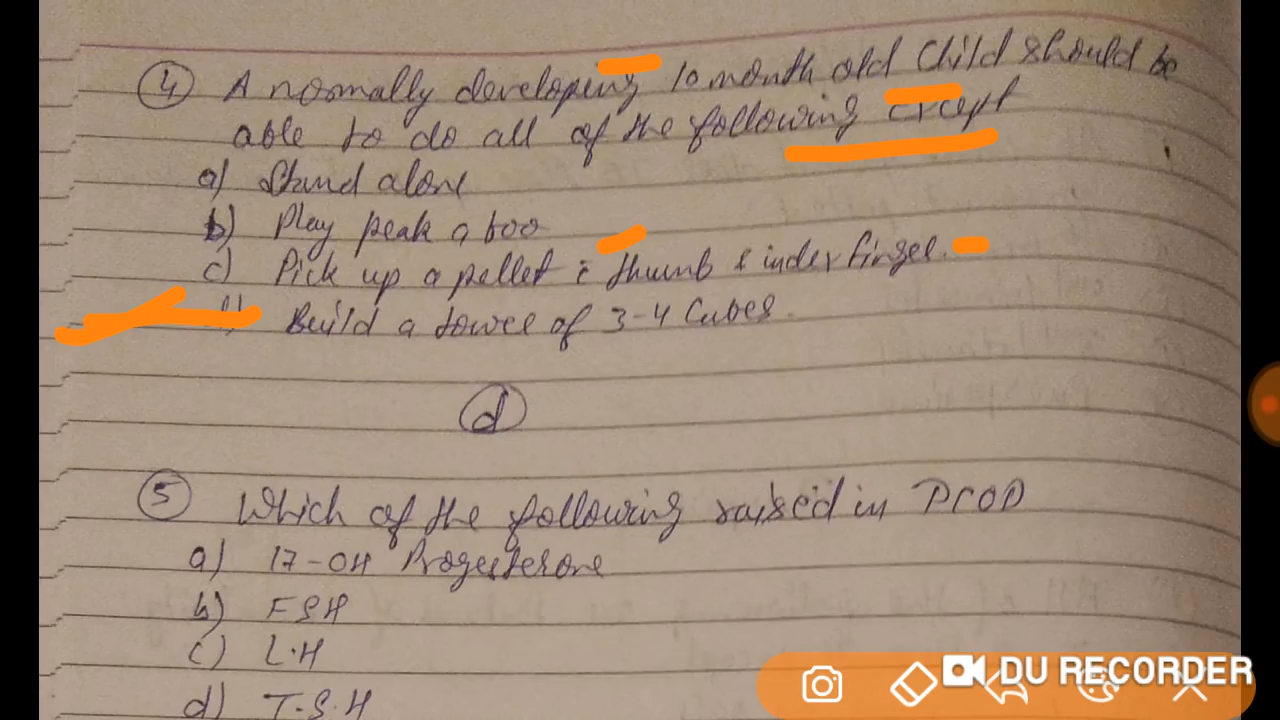 ④ A normally developing 10 month old Child should be
able to do all of the following except
a) Stand alone
b) Play peak a boo
c) Pick up a pellet c̄ thumb & index finger.
d) Build a tower of 3-4 Cubes.
ⓓ
⑤ Which of the following raised in PCOD
a) 17-OH Progesterone
b) FSH
c) L.H
d) T.S.H
DU RECORDER